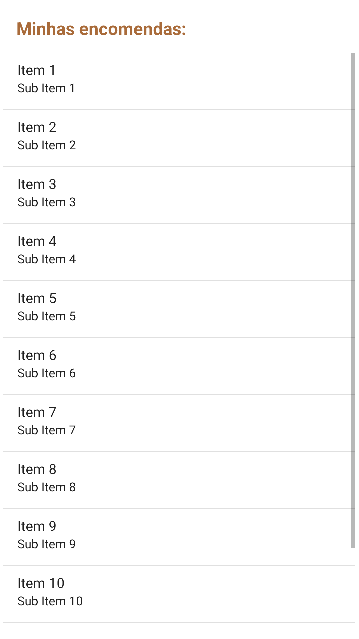 Minhas encomendas:
Item 1
Sub Item 1
Item 2
Sub Item 2
Item 3
Sub Item 3
Item 4
Sub Item 4
Item 5
Sub Item 5
Item 6
Sub Item 6
Item 7
Sub Item 7
Item 8
Sub Item 8
Item 9
Sub Item 9
Item 10
Sub Item 10